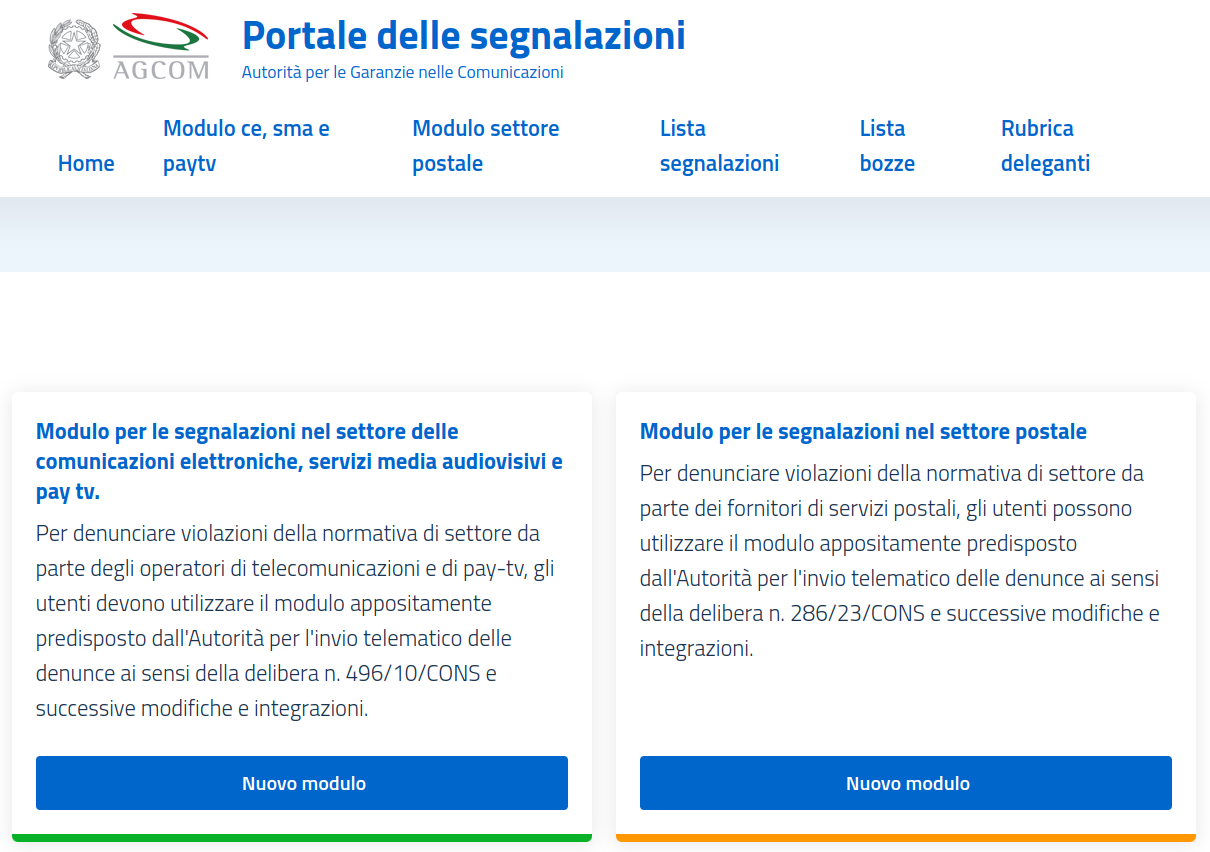 AGCOM
Portale delle segnalazioni
Autorità per le Garanzie nelle Comunicazioni
Home
Modulo ce, sma e
paytv
Modulo settore
postale
Lista
segnalazioni
Lista
bozze
Rubrica
deleganti
Modulo per le segnalazioni nel settore delle
comunicazioni elettroniche, servizi media audiovisivi e
pay tv.
Per denunciare violazioni della normativa di settore da
parte degli operatori di telecomunicazioni e di pay-tv, gli
utenti devono utilizzare il modulo appositamente
predisposto dall'Autorità per l'invio telematico delle
denunce ai sensi della delibera n. 496/10/CONS e
successive modifiche e integrazioni.
Nuovo modulo
Modulo per le segnalazioni nel settore postale
Per denunciare violazioni della normativa di settore da
parte dei fornitori di servizi postali, gli utenti possono
utilizzare il modulo appositamente predisposto
dall'Autorità per l'invio telematico delle denunce ai sensi
della delibera n. 286/23/CONS e successive modifiche e
integrazioni.
Nuovo modulo